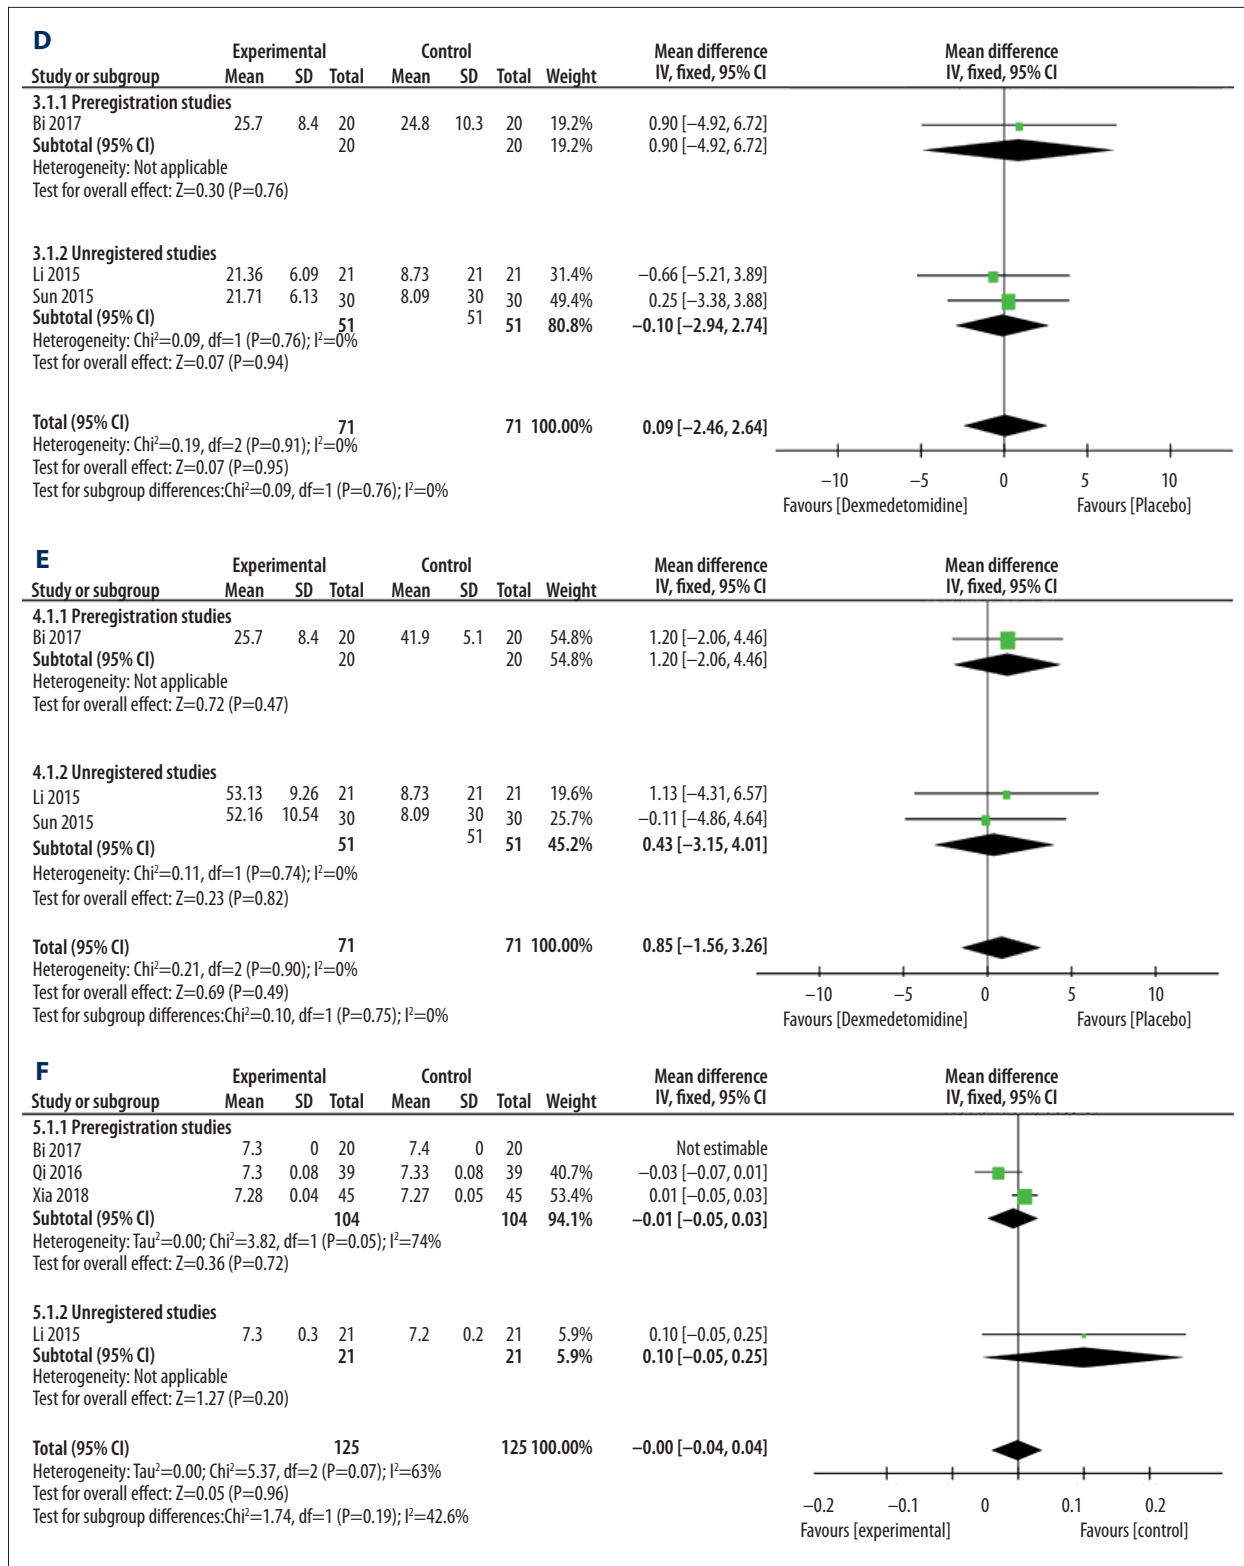 D
Experimental Control Mean difference Mean difference
Study or subgroup Mean SD Total Mean SD Total Weight IV, fixed, 95% CI IV, fixed, 95% CI
3.1.1 Preregistration studies
Bi 2017 25.7 8.4 20 24.8 10.3 20 19.2% 0.90 [−4.92, 6.72]
Subtotal (95% CI) 20 20 19.2% 0.90 [−4.92, 6.72]
Heterogeneity: Not applicable
Test for overall effect: Z=0.30 (P=0.76)
3.1.2 Unregistered studies
Li 2015 21.36 6.09 21 8.73 21 21 31.4% −0.66 [−5.21, 3.89]
Sun 2015 21.71 6.13 30 8.09 30 30 49.4% 0.25 [−3.38, 3.88]
Subtotal (95% CI) 51 51 51 80.8% −0.10 [−2.94, 2.74]
Heterogeneity: Chi²=0.09, df=1 (P=0.76); I²=0%
Test for overall effect: Z=0.07 (P=0.94)
Total (95% CI) 71 71 100.00% 0.09 [−2.46, 2.64]
Heterogeneity: Chi²=0.19, df=2 (P=0.91); I²=0%
Test for overall effect: Z=0.07 (P=0.95)
Test for subgroup differences:Chi²=0.09, df=1 (P=0.76); I²=0%
−10 −5 0 5 10
Favours [Dexmedetomidine] Favours [Placebo]
E
Experimental Control Mean difference Mean difference
Study or subgroup Mean SD Total Mean SD Total Weight IV, fixed, 95% CI IV, fixed, 95% CI
4.1.1 Preregistration studies
Bi 2017 25.7 8.4 20 41.9 5.1 20 54.8% 1.20 [−2.06, 4.46]
Subtotal (95% CI) 20 20 54.8% 1.20 [−2.06, 4.46]
Heterogeneity: Not applicable
Test for overall effect: Z=0.72 (P=0.47)
4.1.2 Unregistered studies
Li 2015 53.13 9.26 21 8.73 21 21 19.6% 1.13 [−4.31, 6.57]
Sun 2015 52.16 10.54 30 8.09 30 30 25.7% −0.11 [−4.86, 4.64]
Subtotal (95% CI) 51 51 51 45.2% 0.43 [−3.15, 4.01]
Heterogeneity: Chi²=0.11, df=1 (P=0.74); I²=0%
Test for overall effect: Z=0.23 (P=0.82)
Total (95% CI) 71 71 100.00% 0.85 [−1.56, 3.26]
Heterogeneity: Chi²=0.21, df=2 (P=0.90); I²=0%
Test for overall effect: Z=0.69 (P=0.49)
Test for subgroup differences:Chi²=0.10, df=1 (P=0.75); I²=0%
−10 −5 0 5 10
Favours [Dexmedetomidine] Favours [Placebo]
F
Experimental Control Mean difference Mean difference
Study or subgroup Mean SD Total Mean SD Total Weight IV, fixed, 95% CI IV, fixed, 95% CI
5.1.1 Preregistration studies
Bi 2017 7.3 0 20 7.4 0 20 Not estimable
Qi 2016 7.3 0.08 39 7.33 0.08 39 40.7% −0.03 [−0.07, 0.01]
Xia 2018 7.28 0.04 45 7.27 0.05 45 53.4% 0.01 [−0.05, 0.03]
Subtotal (95% CI) 104 104 94.1% −0.01 [−0.05, 0.03]
Heterogeneity: Tau²=0.00; Chi²=3.82, df=1 (P=0.05); I²=74%
Test for overall effect: Z=0.36 (P=0.72)
5.1.2 Unregistered studies
Li 2015 7.3 0.3 21 7.2 0.2 21 5.9% 0.10 [−0.05, 0.25]
Subtotal (95% CI) 21 21 5.9% 0.10 [−0.05, 0.25]
Heterogeneity: Not applicable
Test for overall effect: Z=1.27 (P=0.20)
Total (95% CI) 125 125 100.00% −0.00 [−0.04, 0.04]
Heterogeneity: Tau²=0.00; Chi²=5.37, df=2 (P=0.07); I²=63%
Test for overall effect: Z=0.05 (P=0.96)
Test for subgroup differences:Chi²=1.74, df=1 (P=0.19); I²=42.6%
−0.2 −0.1 0 0.1 0.2
Favours [experimental] Favours [control]